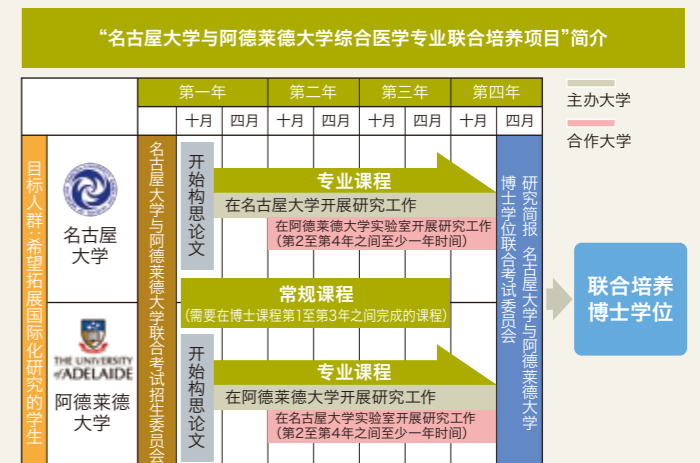 “名古屋大学与阿德莱德大学综合医学专业联合培养项目”简介
第一年
第二年
第三年
第四年
十月
四月
十月
四月
十月
四月
十月
四月
主办大学
合作大学
目标人群：希望拓展国际化研究的学生
名古屋
大学
名古屋大学与阿德莱德大学联合考试招生委员会
开始构思论文
专业课程
在名古屋大学开展研究工作
在阿德莱德大学实验室开展研究工作
（第2至第4年之间至少一年时间）
研究简报 名古屋大学与阿德莱德大学
博士学位联合考试委员会
联合培养
博士学位
常规课程
（需要在博士课程第1至第3年之间完成的课程）
THE UNIVERSITY
of ADELAIDE
阿德莱德
大学
开始构思论文
专业课程
在阿德莱德大学开展研究工作
在名古屋大学实验室开展研究工作
（第2至第4年之间至少一年时间）